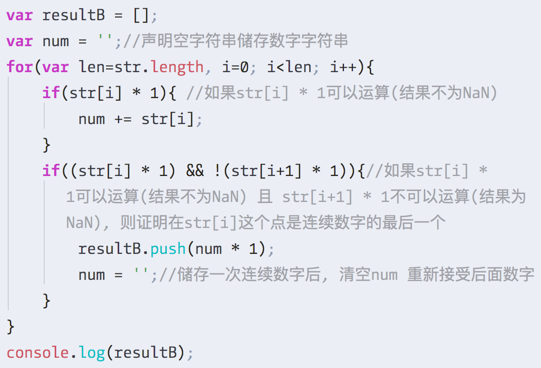 var resultB = [];
var num = '';//声明空字符串储存数字字符串
for(var len=str.length, i=0; i<len; i++){
if(str[i] * 1){ //如果str[i] * 1可以运算(结果不为NaN)
num += str[i];
}
if((str[i] * 1) && !(str[i+1] * 1)){//如果str[i] *
1可以运算(结果不为NaN) 且 str[i+1] * 1不可以运算(结果为
NaN), 则证明在str[i]这个点是连续数字的最后一个
resultB.push(num * 1);
num = '';//储存一次连续数字后, 清空num 重新接受后面数字
}
}
console.log(resultB);